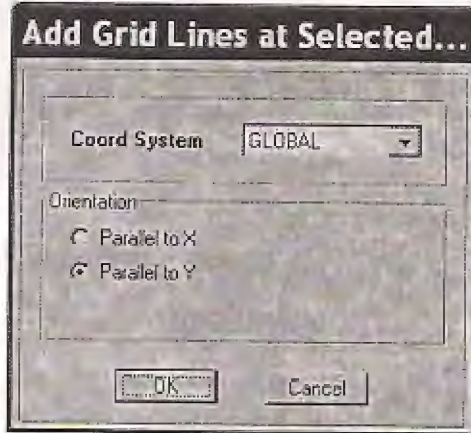 Add Grid Lines at Selected...
Coord System GLOBAL
Orientation
Parallel to X
Parallel to Y
OK Cancel